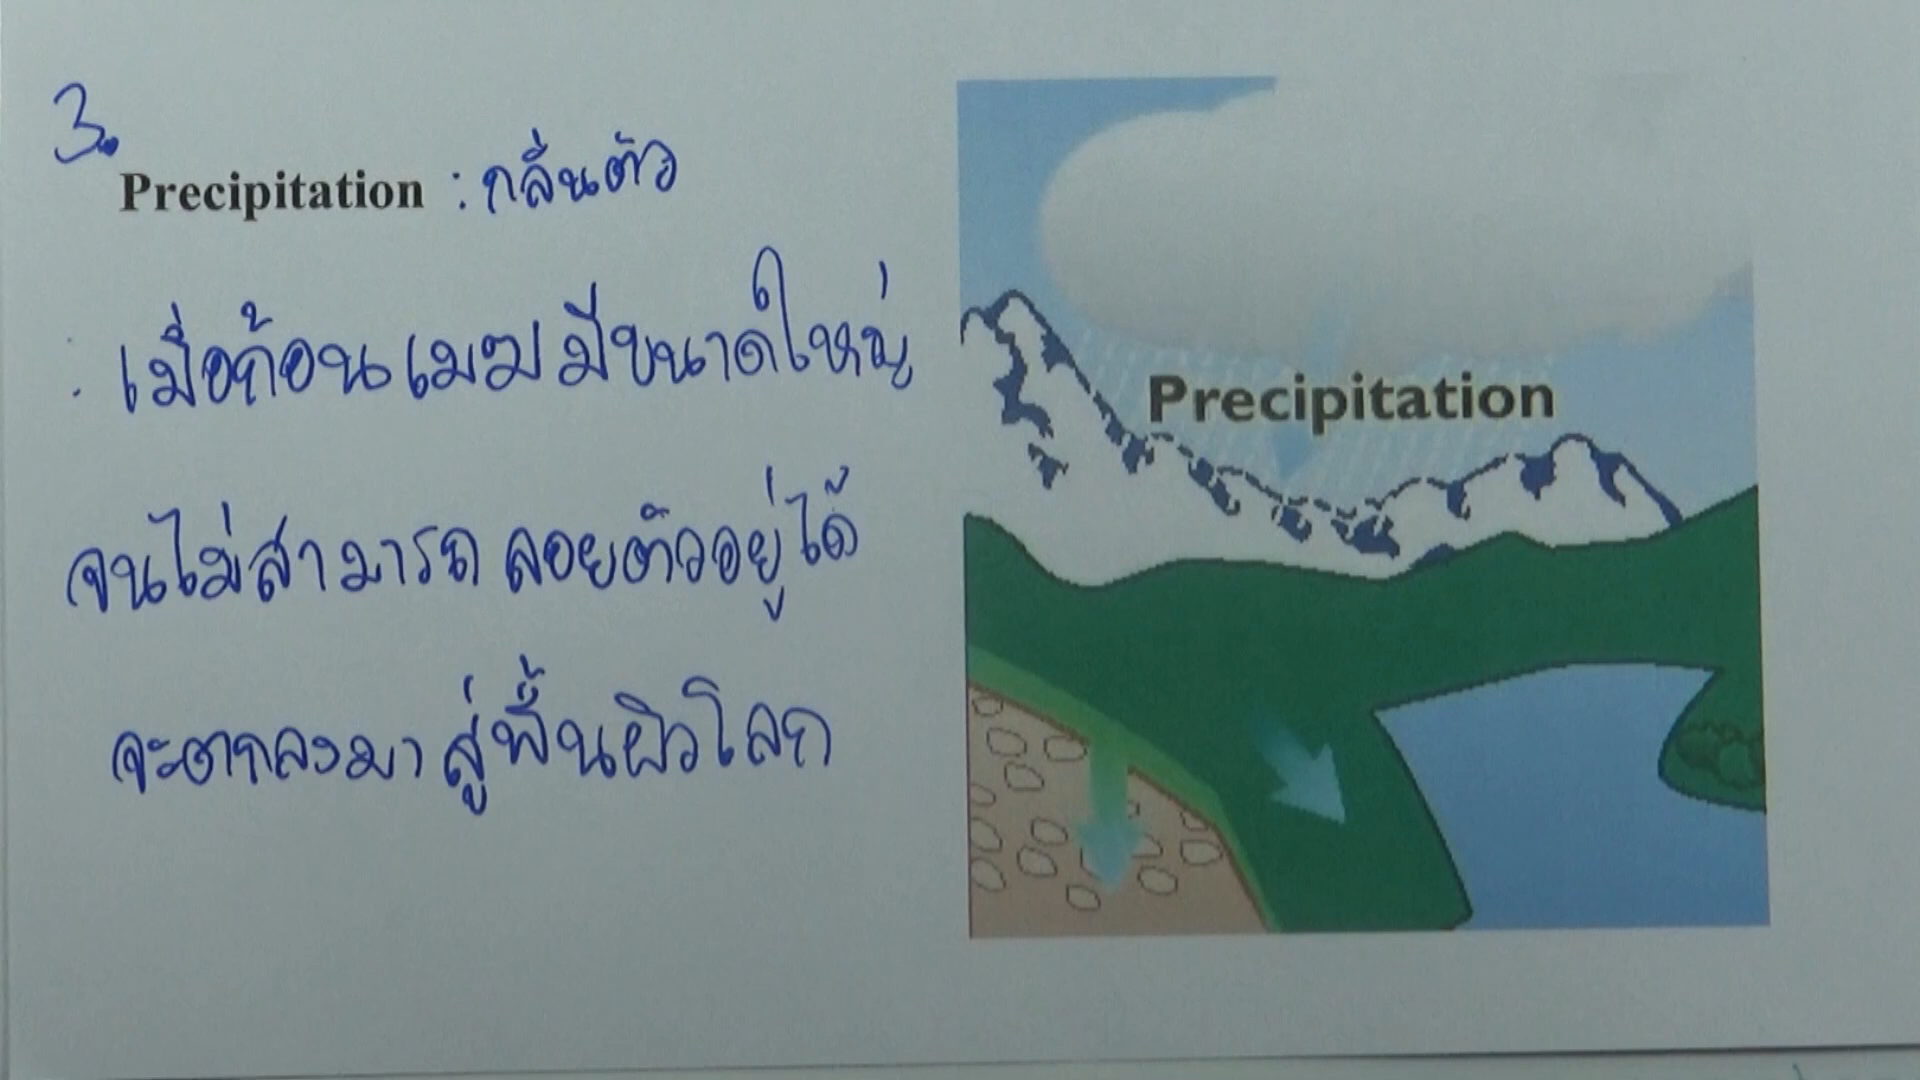 3.
Precipitation : กลื่นตัว
: เมื่อก้อนเมฆ มีขนาดใหญ่
จนไม่สามารถ ลอยตัวอยู่ได้
จะตกลงมา สู่พื้นผิวโลก
Precipitation